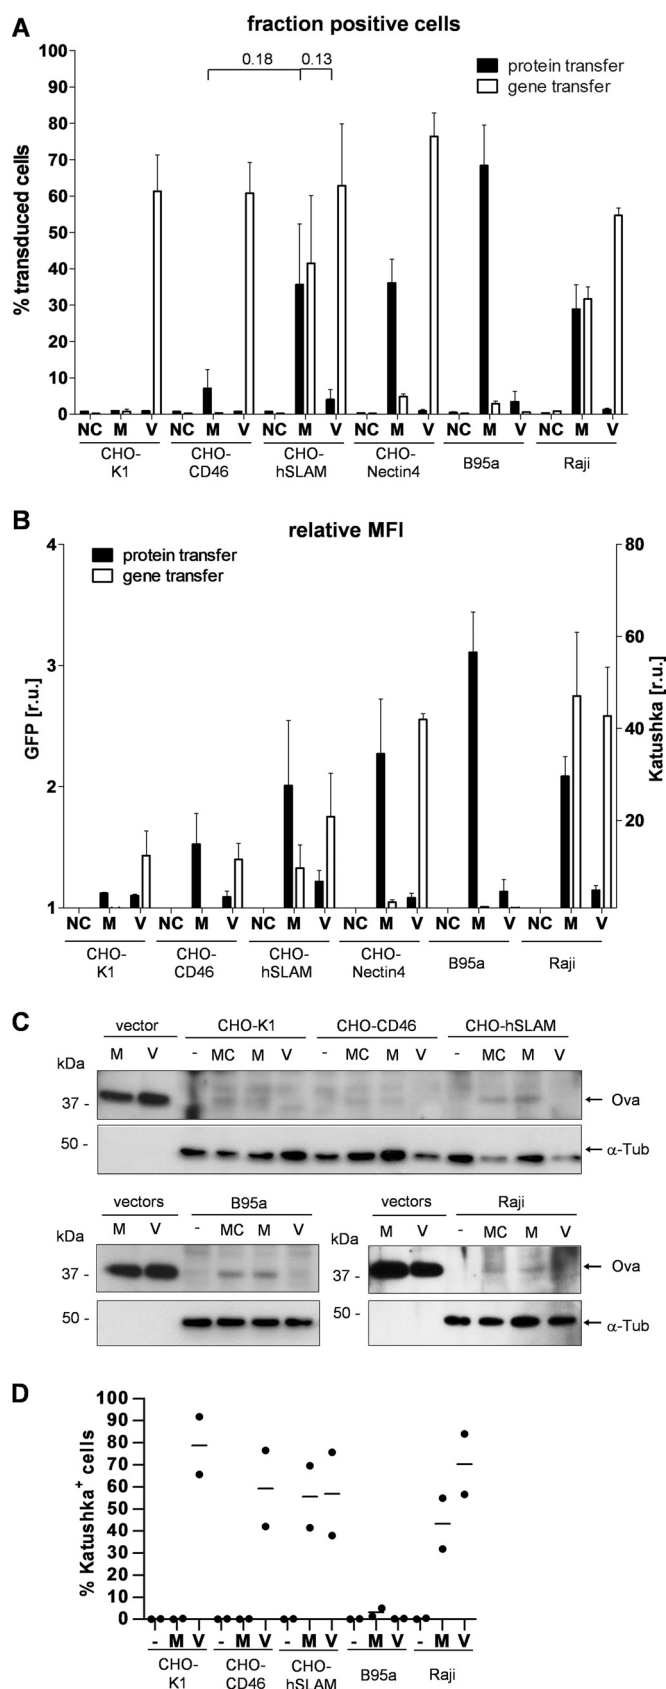 A
fraction positive cells
0.18 0.13
protein transfer
gene transfer
% transduced cells
100
90
80
70
60
50
40
30
20
10
0
NC M V NC M V NC M V NC M V NC M V NC M V
CHO-K1 CHO-CD46 CHO-hSLAM CHO-Nectin4 B95a Raji
B
relative MFI
protein transfer
gene transfer
GFP [r.u.]
4
3
2
1
Katushka [r.u.]
80
60
40
20
NC M V NC M V NC M V NC M V NC M V NC M V
CHO-K1 CHO-CD46 CHO-hSLAM CHO-Nectin4 B95a Raji
C
vector CHO-K1 CHO-CD46 CHO-hSLAM
kDa M V - MC M V - MC M V - MC M V
37 - ← Ova
50 - ← α-Tub
vectors B95a
kDa M V - MC M V
37 -
50 -
vectors Raji
kDa M V - MC M V
37 - ← Ova
50 - ← α-Tub
D
% Katushka+ cells
100
90
80
70
60
50
40
30
20
10
0
- M V - M V - M V - M V - M V
CHO-K1 CHO-CD46 CHO-hSLAM B95a Raji